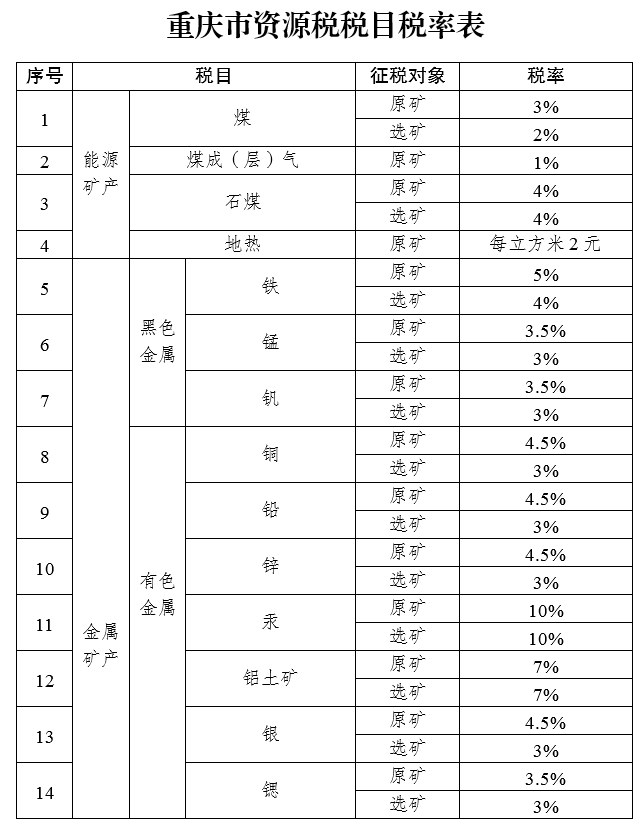 重庆市资源税税目税率表
序号 税目 征税对象 税率
1 能源矿产 煤 原矿 3%
选矿 2%
2 煤成（层）气 原矿 1%
3 石煤 原矿 4%
选矿 4%
4 地热 原矿 每立方米2元
5 金属矿产 黑色金属 铁 原矿 5%
选矿 4%
6 锰 原矿 3.5%
选矿 3%
7 钒 原矿 3.5%
选矿 3%
8 有色金属 铜 原矿 4.5%
选矿 3%
9 铅 原矿 4.5%
选矿 3%
10 锌 原矿 4.5%
选矿 3%
11 汞 原矿 10%
选矿 10%
12 铝土矿 原矿 7%
选矿 7%
13 银 原矿 4.5%
选矿 3%
14 锶 原矿 3.5%
选矿 3%